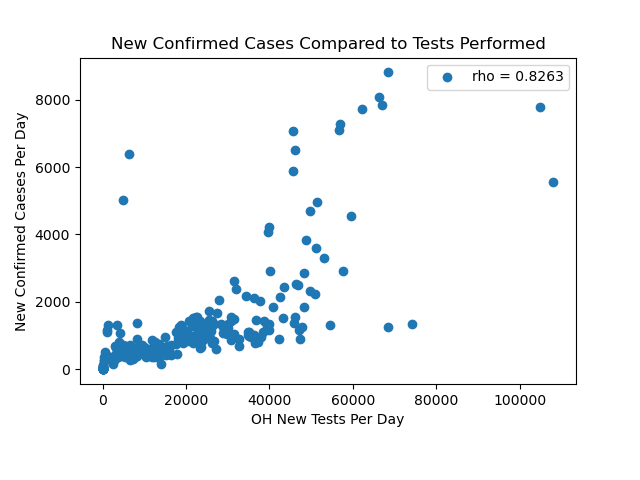 New Confirmed Cases Compared to Tests Performed
rho = 0.8263
New Confirmed Caeses Per Day
8000
6000
4000
2000
0
0 20000 40000 60000 80000 100000
OH New Tests Per Day